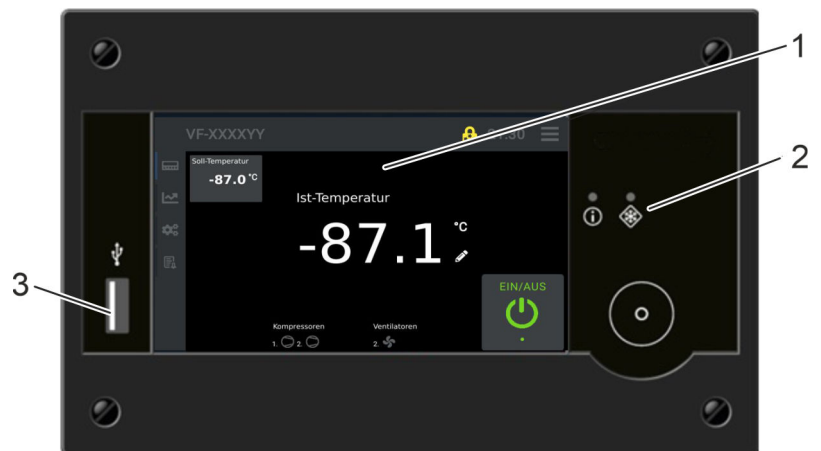 1
VF-XXXXYY
Soll-Temperatur
-87.0 °C
2
Ist-Temperatur
-87.1 °C
3
EIN/AUS
Kompressoren Ventilatoren
1. 2. 2.